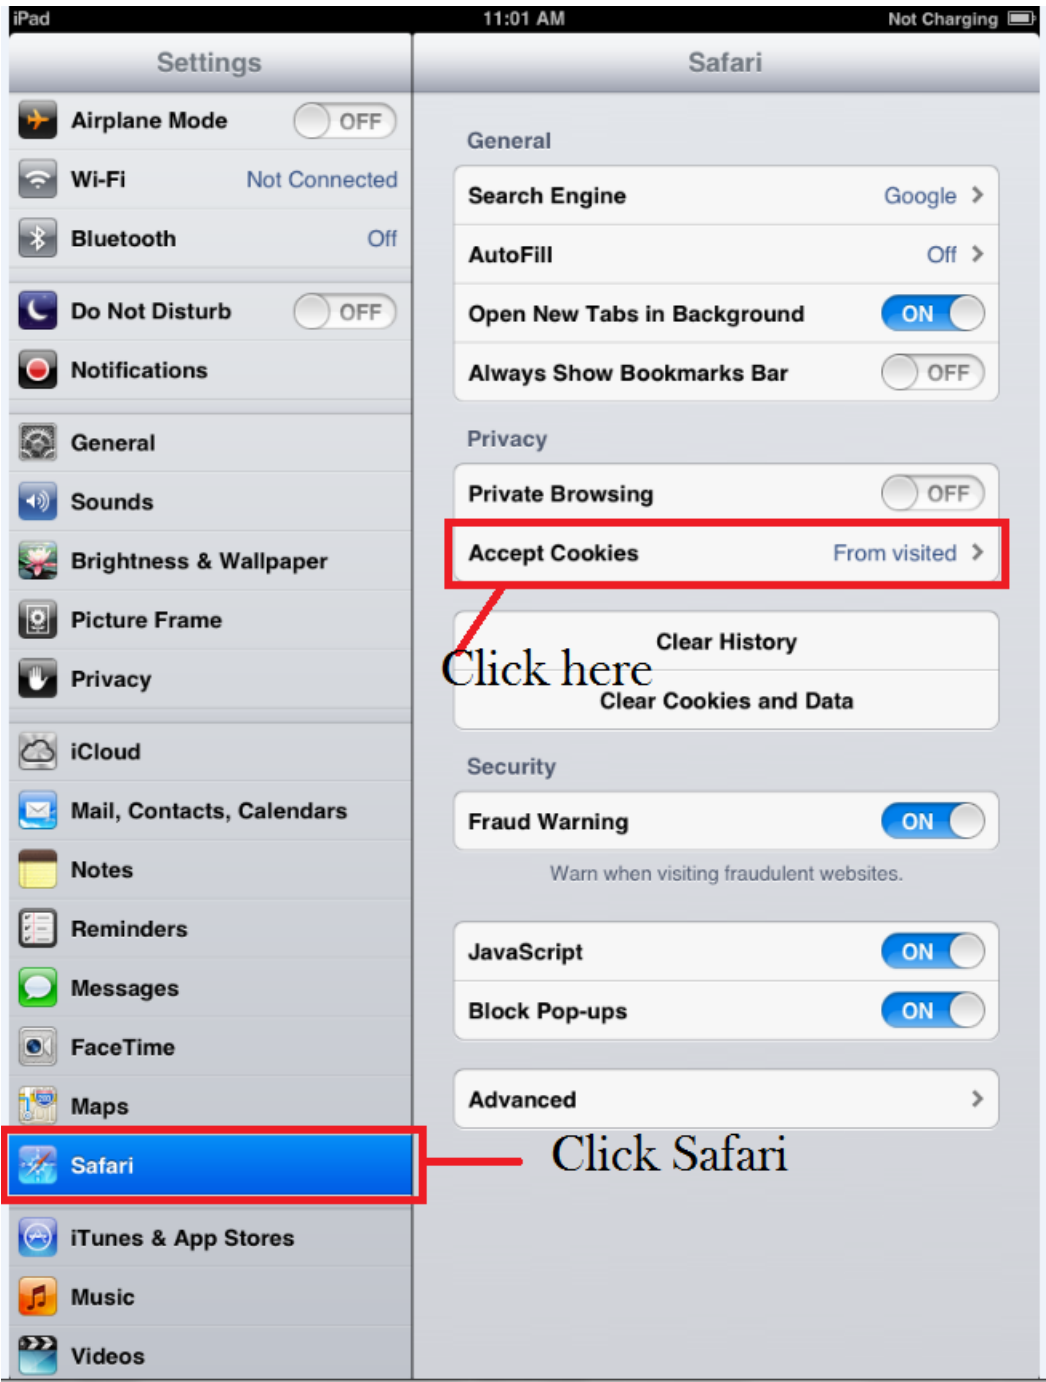 iPad 11:01 AM Not Charging
Settings
Airplane Mode OFF
Wi-Fi Not Connected
Bluetooth Off
Do Not Disturb OFF
Notifications
General
Sounds
Brightness & Wallpaper
Picture Frame
Privacy
iCloud
Mail, Contacts, Calendars
Notes
Reminders
Messages
FaceTime
Maps
Safari
iTunes & App Stores
Music
Videos
Safari
General
Search Engine Google
AutoFill Off
Open New Tabs in Background ON
Always Show Bookmarks Bar OFF
Privacy
Private Browsing OFF
Accept Cookies From visited
Clear History
Click here
Clear Cookies and Data
Security
Fraud Warning ON
Warn when visiting fraudulent websites.
JavaScript ON
Block Pop-ups ON
Advanced
Click Safari